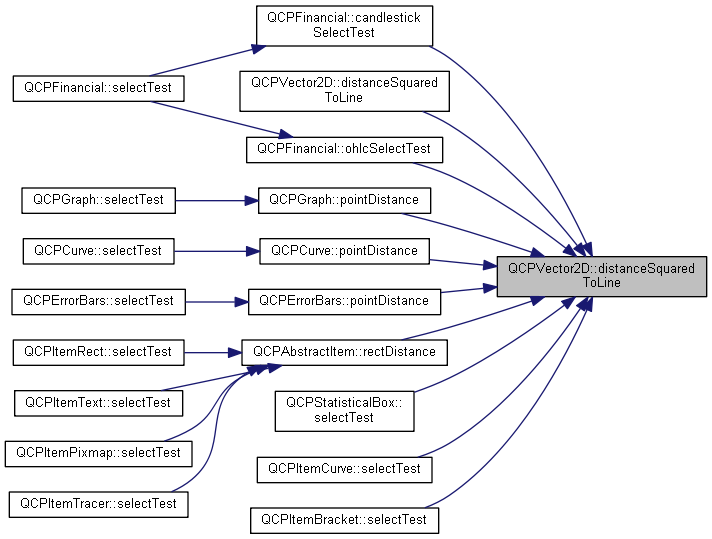 QCPFinancial::candlestick
SelectTest
QCPFinancial::selectTest
QCPVector2D::distanceSquared
ToLine
QCPFinancial::ohlcSelectTest
QCPGraph::selectTest
QCPGraph::pointDistance
QCPCurve::selectTest
QCPCurve::pointDistance
QCPVector2D::distanceSquared
ToLine
QCPErrorBars::selectTest
QCPErrorBars::pointDistance
QCPItemRect::selectTest
QCPAbstractItem::rectDistance
QCPItemText::selectTest
QCPStatisticalBox::
selectTest
QCPItemPixmap::selectTest
QCPItemCurve::selectTest
QCPItemTracer::selectTest
QCPItemBracket::selectTest